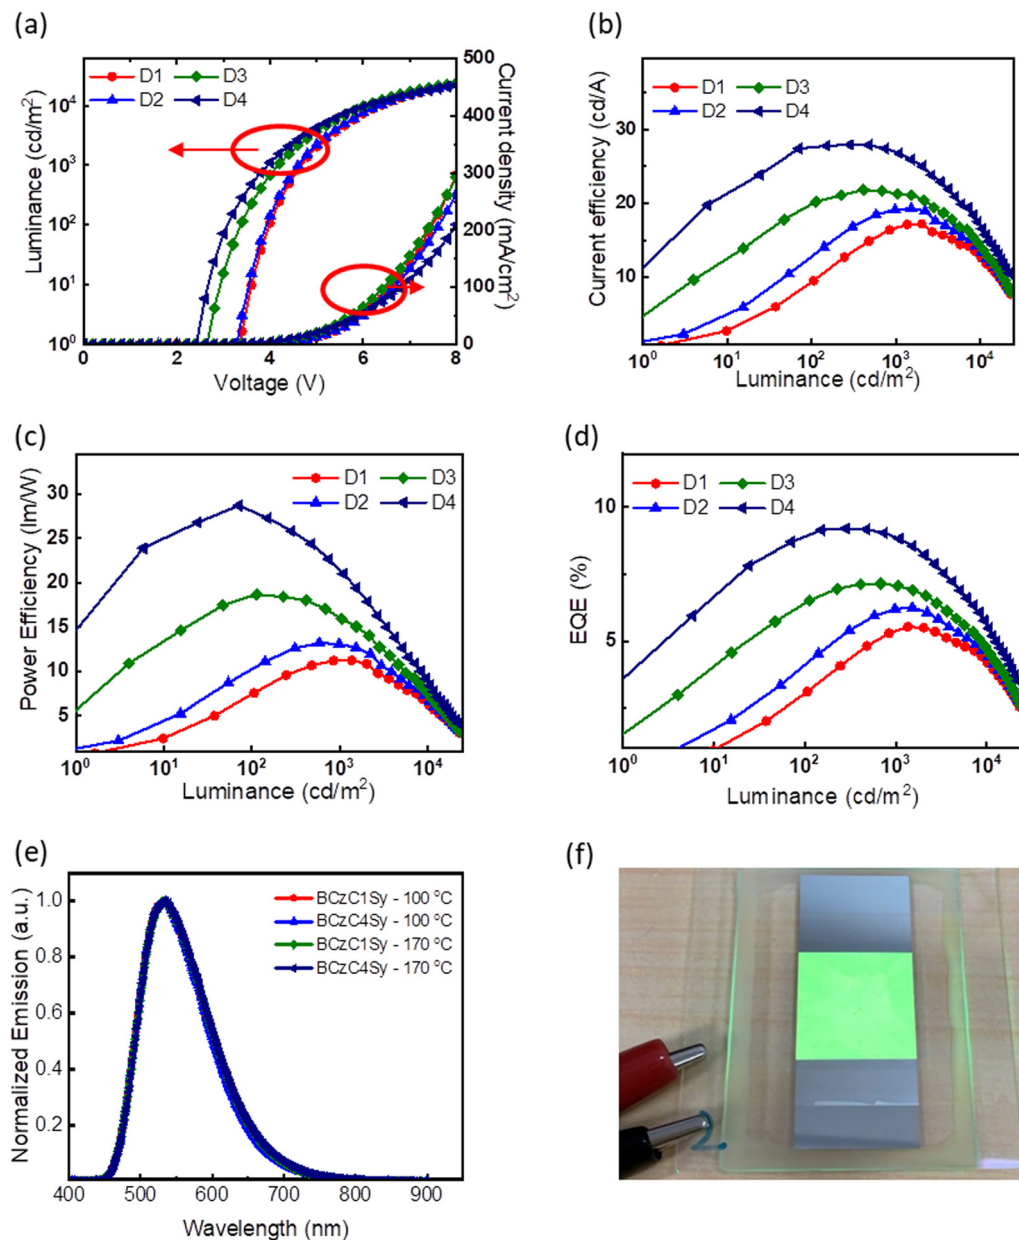 (a)
D1
D3
D2
D4
Luminance (cd/m²)
Current density (mA/cm²)
10⁴
10³
10²
10¹
10⁰
500
400
300
200
100
0
0
2
4
6
8
Voltage (V)
(b)
D1
D2
D3
D4
Current efficiency (cd/A)
30
20
10
10⁰
10¹
10²
10³
10⁴
Luminance (cd/m²)
(c)
D1
D3
D2
D4
Power Efficiency (lm/W)
30
25
20
15
10
5
10⁰
10¹
10²
10³
10⁴
Luminance (cd/m²)
(d)
D1
D3
D2
D4
EQE (%)
10
5
10⁰
10¹
10²
10³
10⁴
Luminance (cd/m²)
(e)
BCzC1Sy - 100 °C
BCzC4Sy - 100 °C
BCzC1Sy - 170 °C
BCzC4Sy - 170 °C
Normalized Emission (a.u.)
1.0
0.8
0.6
0.4
0.2
400
500
600
700
800
900
Wavelength (nm)
(f)
2